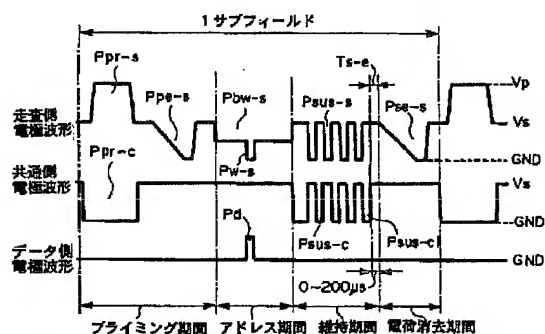 1サブフィールド
Ts-e
Ppr-s
Ppe-s
Pbw-s
Psus-s
Pse-s
Vp
走査側
電極波形
Vs
Pw-s
GND
Ppr-c
共通側
電極波形
Vs
GND
Psus-c
Psus-c
Pd
データ側
電極波形
GND
0~200μs
プライミング期間
アドレス期間
維持期間
電荷消去期間